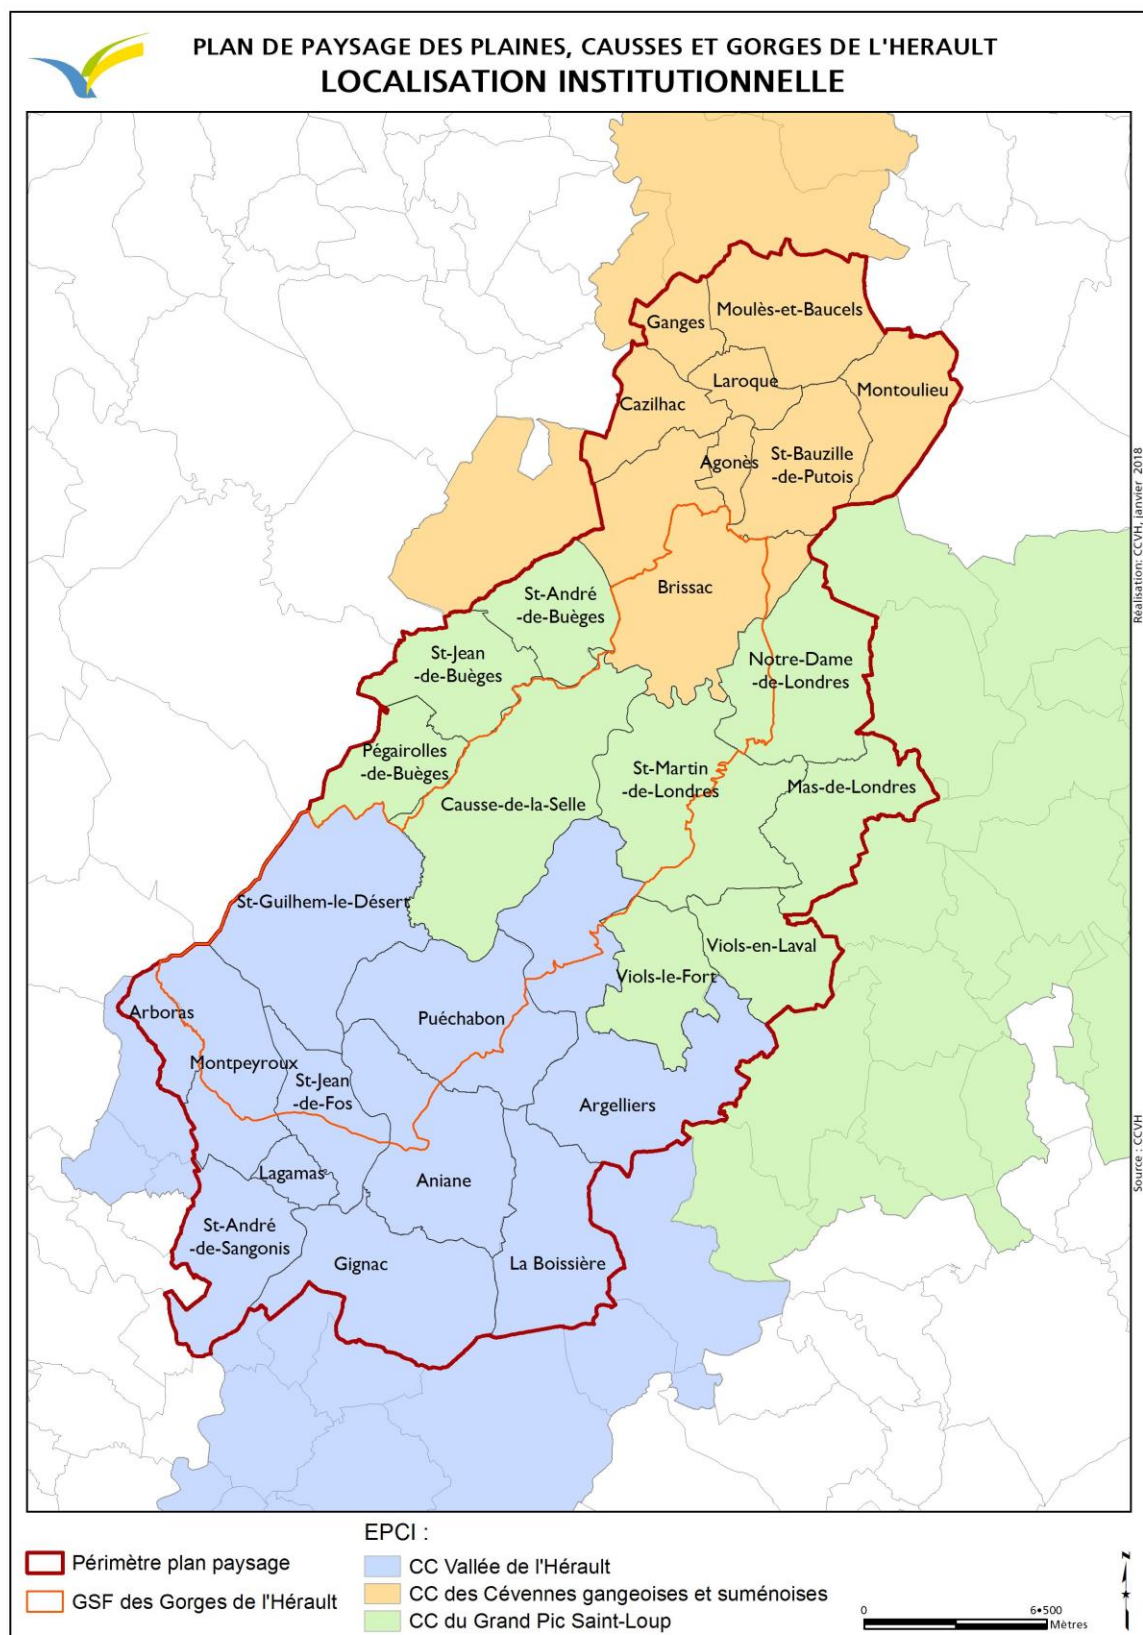 PLAN DE PAYSAGE DES PLAINES, CAUSSES ET GORGES DE L'HERAULT
LOCALISATION INSTITUTIONNELLE
Moulès-et-Baucels
Ganges
Laroque
Montoulieu
Cazilhac
Agonès
St-Bauzille
-de-Putois
Brissac
St-André
-de-Buèges
St-Jean
-de-Buèges
Notre-Dame
-de-Londres
Pégairolles
-de-Buèges
St-Martin
-de-Londres
Mas-de-Londres
Causse-de-la-Selle
St-Guilhem-le-Désert
Viols-en-Laval
Viols-le-Fort
Arboras
Puéchabon
Montpeyroux
St-Jean
-de-Fos
Argelliers
Lagamas
Aniane
St-André
-de-Sangonis
Gignac
La Boissière
Réalisation: CCVH, janvier 2018
Source : CCVH
Périmètre plan paysage
GSF des Gorges de l'Hérault
EPCI :
CC Vallée de l'Hérault
CC des Cévennes gangeoises et suménoises
CC du Grand Pic Saint-Loup
0
6•500
Mètres
N